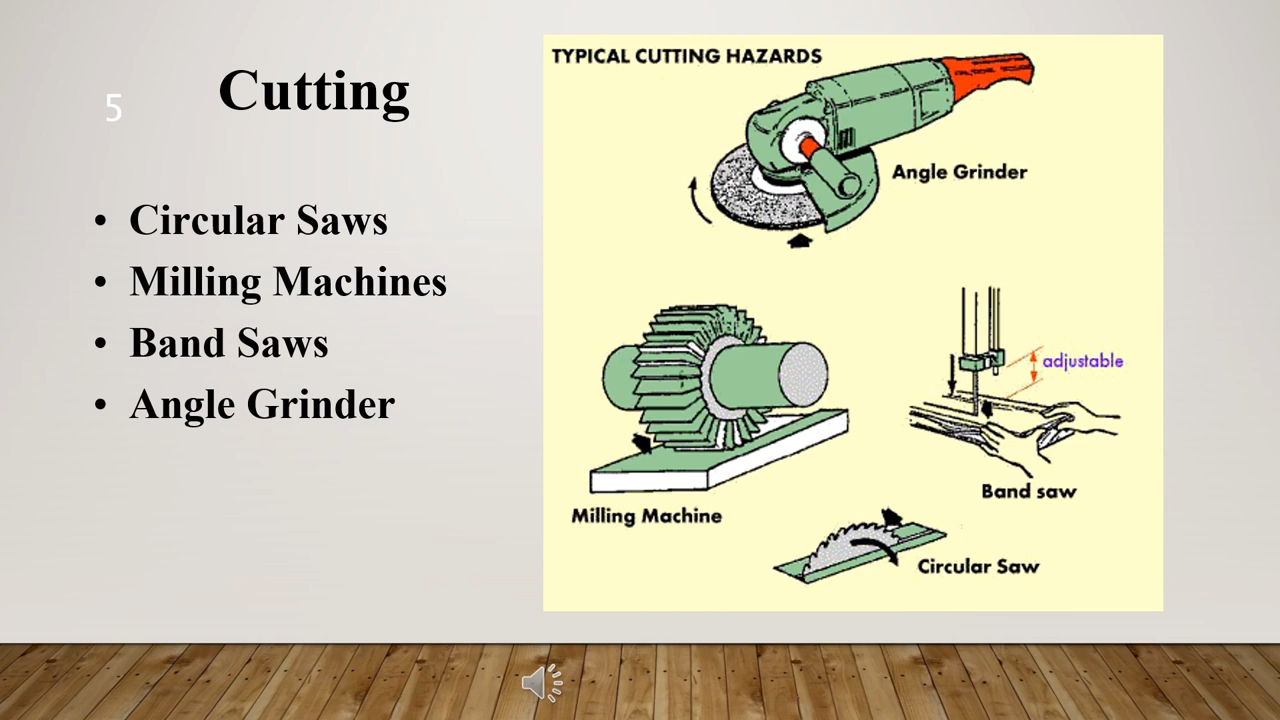 5
Cutting
• Circular Saws
• Milling Machines
• Band Saws
• Angle Grinder
TYPICAL CUTTING HAZARDS
Angle Grinder
adjustable
Band saw
Milling Machine
Circular Saw